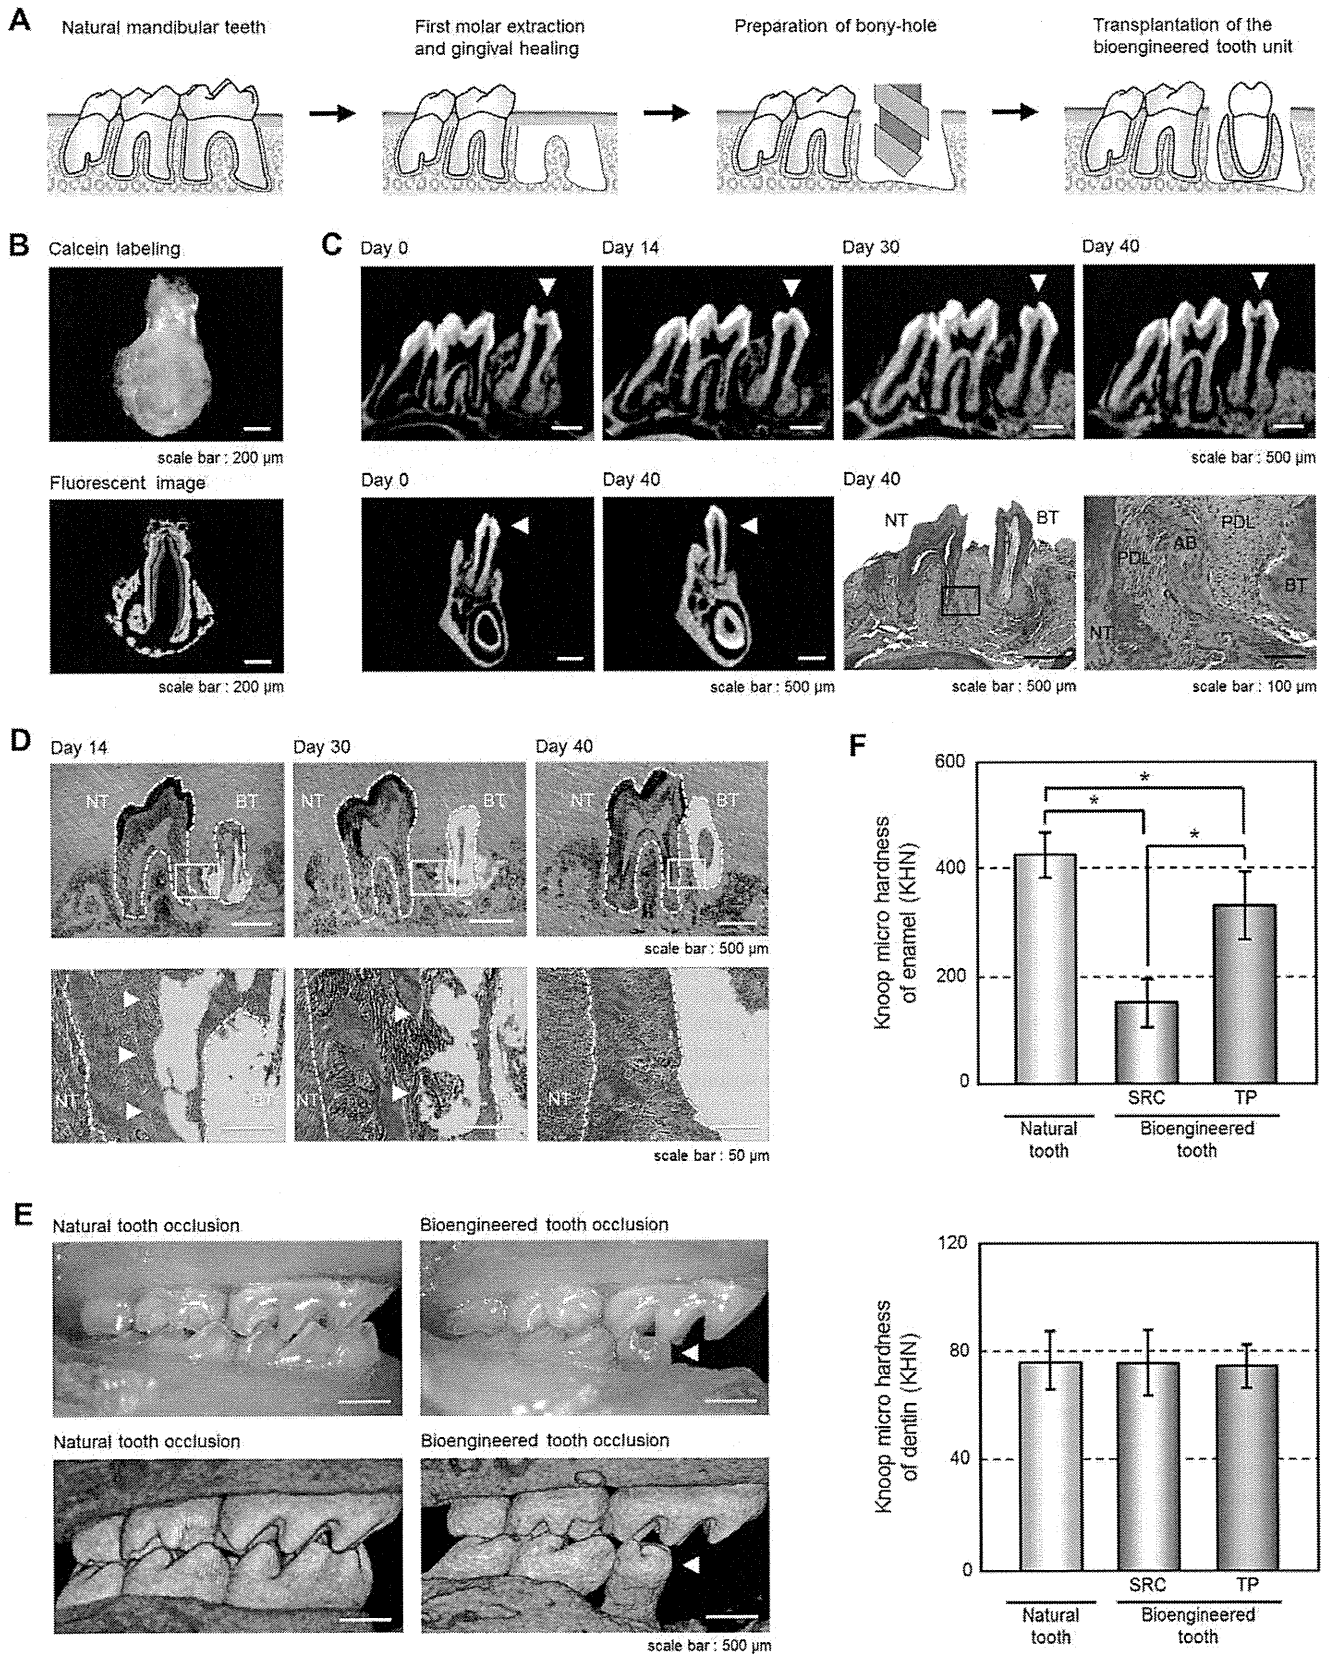 A
Natural mandibular teeth
First molar extraction
and gingival healing
Preparation of bony-hole
Transplantation of the
bioengineered tooth unit
B
Calcein labeling
scale bar : 200 µm
Fluorescent image
scale bar : 200 µm
C
Day 0
Day 14
Day 30
Day 40
scale bar : 500 µm
Day 0
Day 40
Day 40
NT
BT
PDL
PDL
AB
BT
NT
scale bar : 500 µm
scale bar : 500 µm
scale bar : 100 µm
D
Day 14
Day 30
Day 40
NT
BT
NT
BT
NT
BT
scale bar : 500 µm
NT
BT
NT
NT
scale bar : 50 µm
E
Natural tooth occlusion
Bioengineered tooth occlusion
Natural tooth occlusion
Bioengineered tooth occlusion
scale bar : 500 µm
F
Knoop micro hardness
of enamel (KHN)
600
400
200
0
*
*
*
SRC
TP
Natural
tooth
Bioengineered
tooth
Knoop micro hardness
of dentin (KHN)
120
80
40
0
SRC
TP
Natural
tooth
Bioengineered
tooth